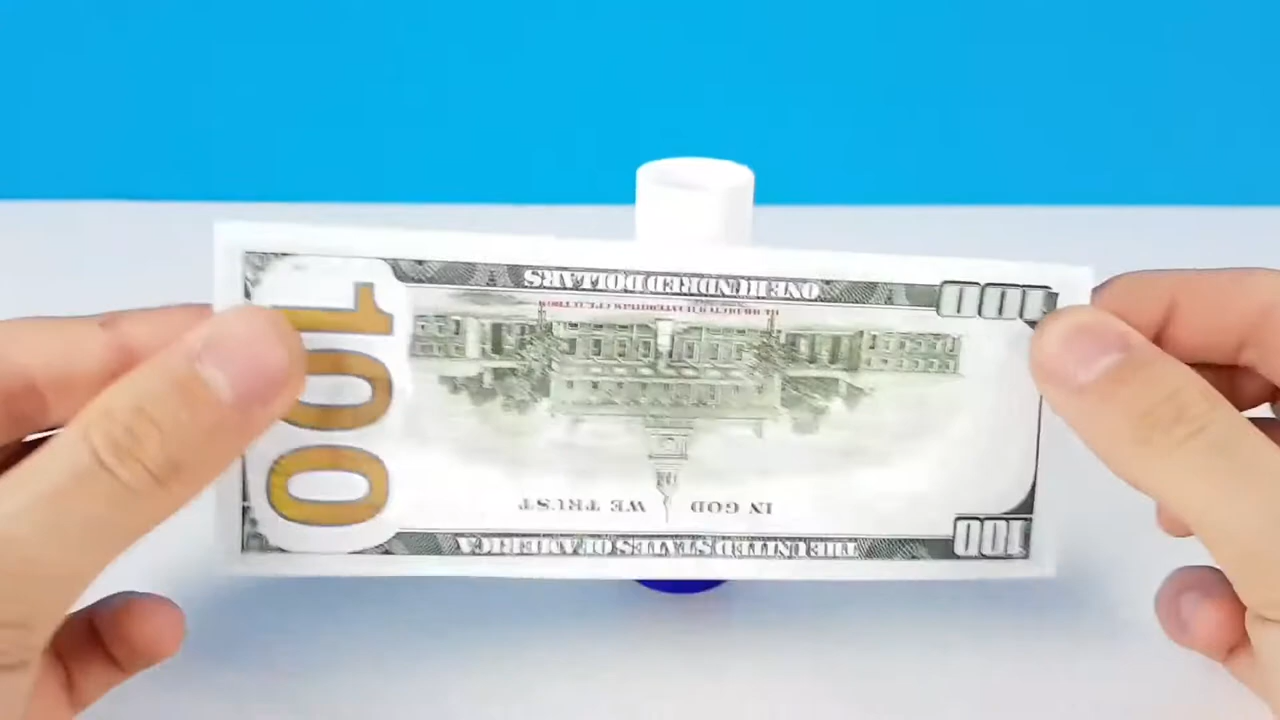 THE UNITED STATES OF AMERICA
100
IN GOD WE TRUST
100
ONE HUNDRED DOLLARS
100